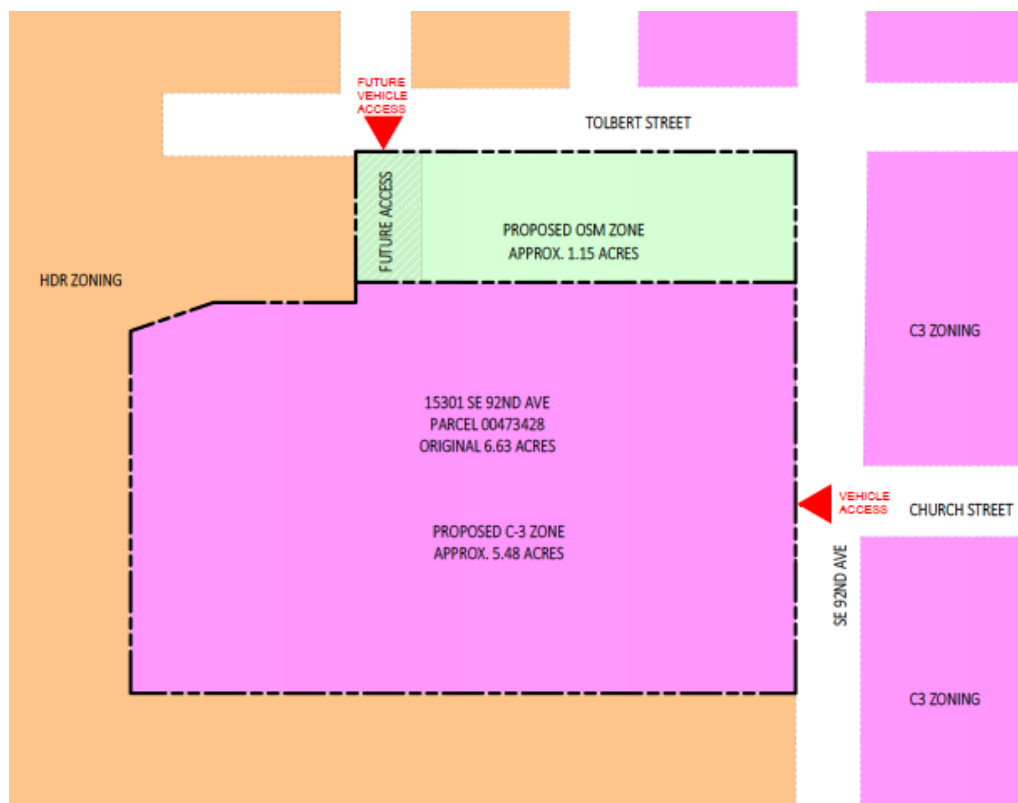 FUTURE
VEHICLE
ACCESS
TOLBERT STREET
FUTURE ACCESS
PROPOSED OSM ZONE
APPROX. 1.15 ACRES
HDR ZONING
C3 ZONING
15301 SE 92ND AVE
PARCEL 00473428
ORIGINAL 6.63 ACRES
VEHICLE
ACCESS
CHURCH STREET
PROPOSED C-3 ZONE
APPROX. 5.48 ACRES
SE 92ND AVE
C3 ZONING